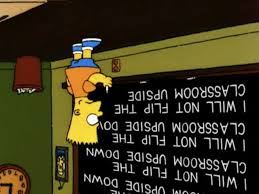 CLASSROOM UPSIDE DOWN
I WILL NOT FLIP THE
CLASSROOM UPSIDE DOWN
I WILL NOT FLIP THE
CLASSROOM UPSIDE
I WILL NOT FLIP UPSIDE